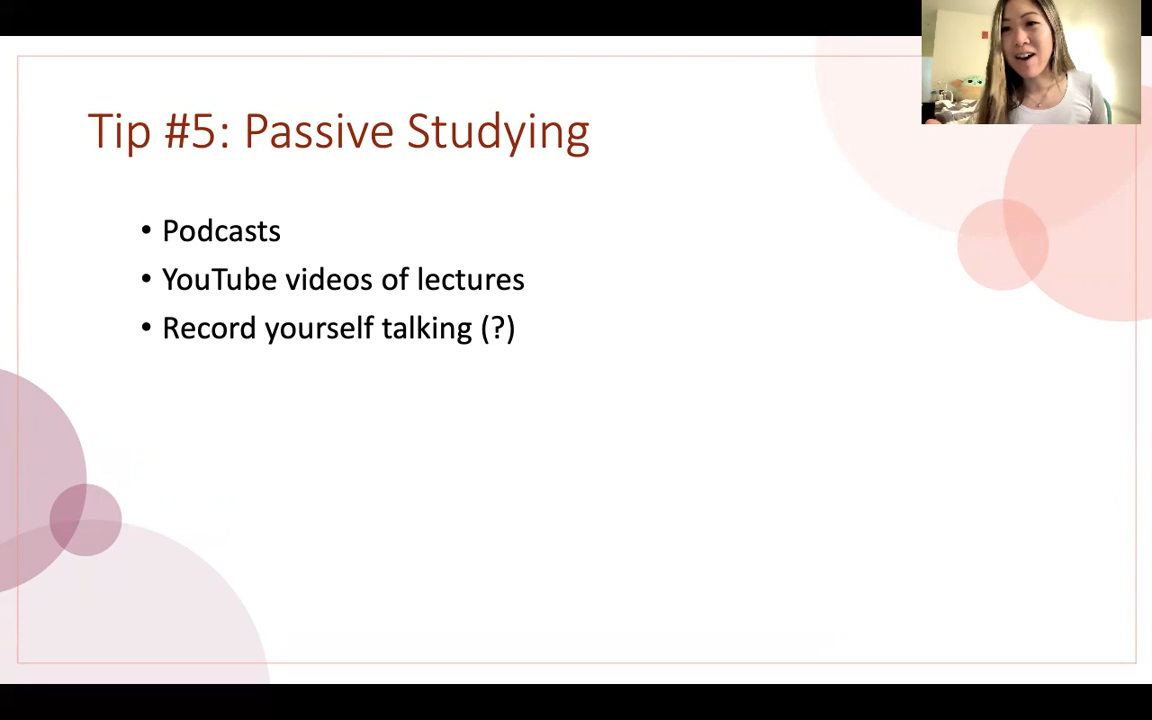 Tip #5: Passive Studying
• Podcasts
• YouTube videos of lectures
• Record yourself talking (?)